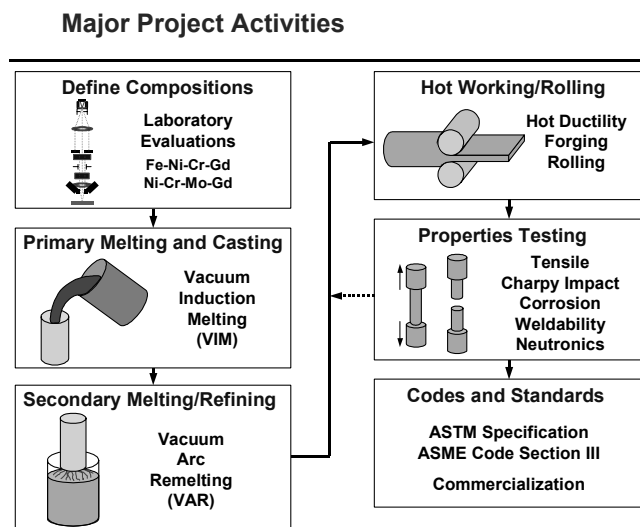 Major Project Activities
Define Compositions
Laboratory
Evaluations
Fe-Ni-Cr-Gd
Ni-Cr-Mo-Gd
Primary Melting and Casting
Vacuum
Induction
Melting
(VIM)
Secondary Melting/Refining
Vacuum
Arc
Remelting
(VAR)
Hot Working/Rolling
Hot Ductility
Forging
Rolling
Properties Testing
Tensile
Charpy Impact
Corrosion
Weldability
Neutronics
Codes and Standards
ASTM Specification
ASME Code Section III
Commercialization